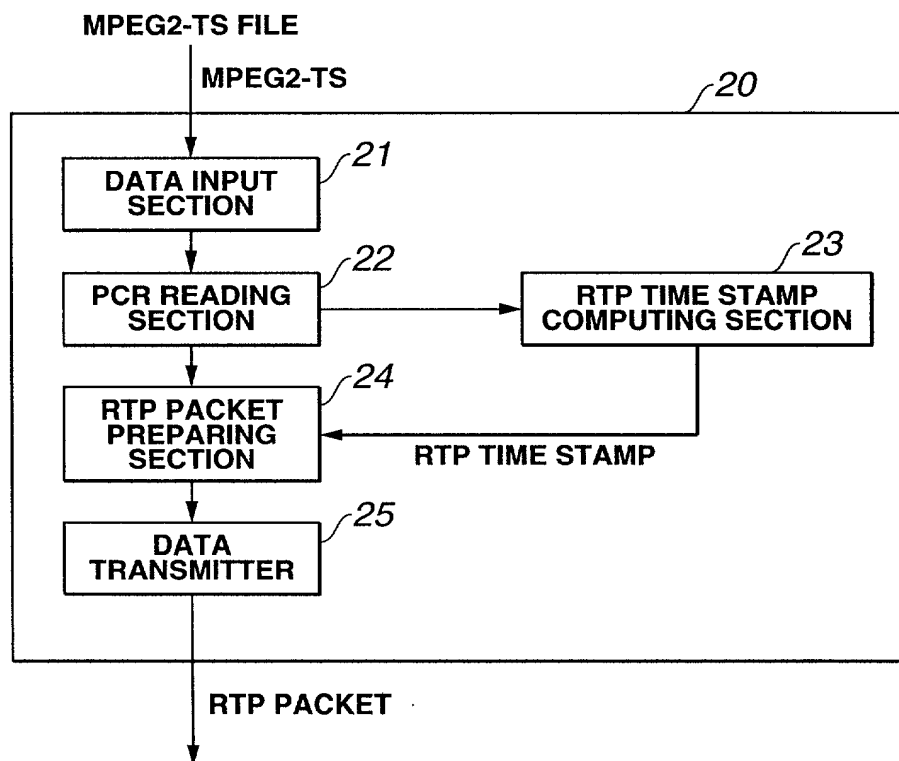 MPEG2-TS FILE
MPEG2-TS
20
21
DATA INPUT
SECTION
22
PCR READING
SECTION
23
RTP TIME STAMP
COMPUTING SECTION
24
RTP PACKET
PREPARING
SECTION
RTP TIME STAMP
25
DATA
TRANSMITTER
RTP PACKET